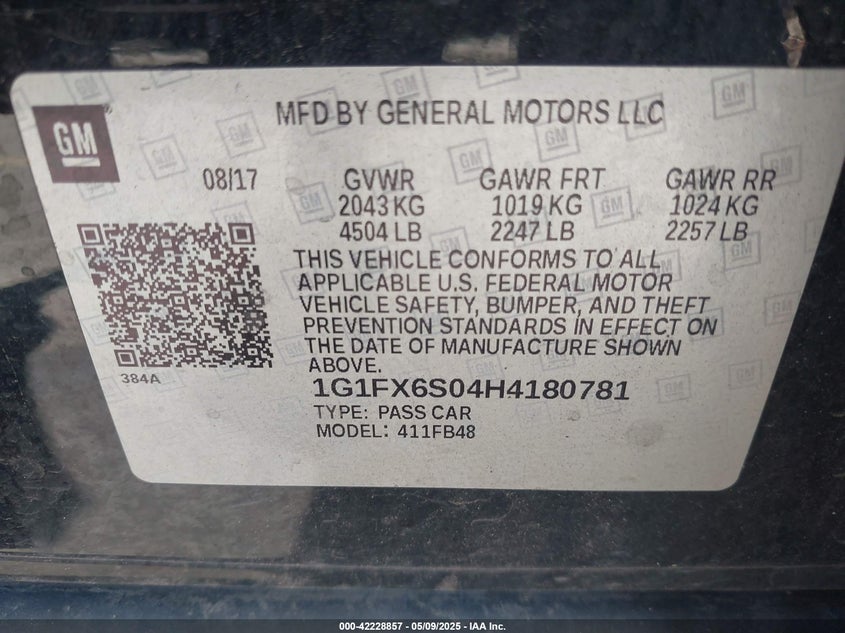 MFD BY GENERAL MOTORS LLC
GM
08/17 GVWR GAWR FRT GAWR RR
2043 KG 1019 KG 1024 KG
4504 LB 2247 LB 2257 LB
THIS VEHICLE CONFORMS TO ALL
APPLICABLE U.S. FEDERAL MOTOR
VEHICLE SAFETY, BUMPER, AND THEFT
PREVENTION STANDARDS IN EFFECT ON
THE DATE OF MANUFACTURE SHOWN
ABOVE.
384A
1G1FX6S04H4180781
TYPE: PASS CAR
MODEL: 411FB48
000-42228857 - 05/09/2025 - IAA Inc.